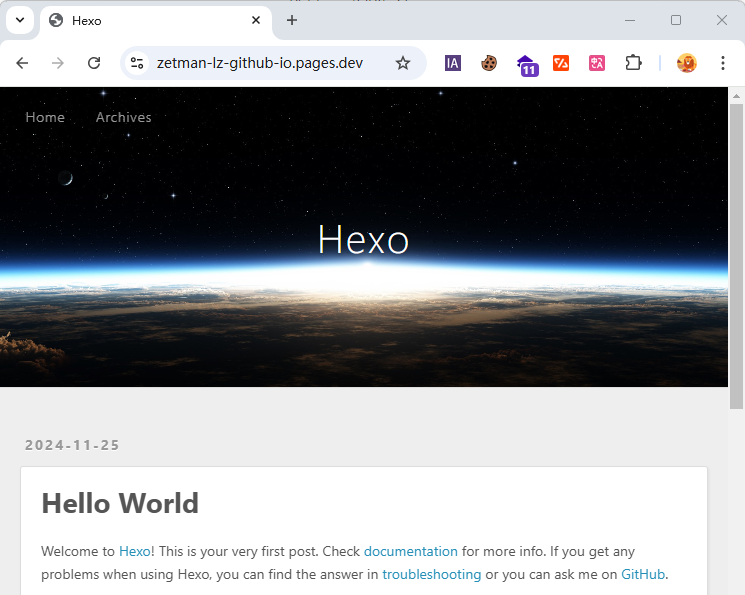 Hexo
zetman-lz-github-io.pages.dev
IA
11
Home Archives
Hexo
2024-11-25
Hello World
Welcome to Hexo! This is your very first post. Check documentation for more info. If you get any
problems when using Hexo, you can find the answer in troubleshooting or you can ask me on GitHub.